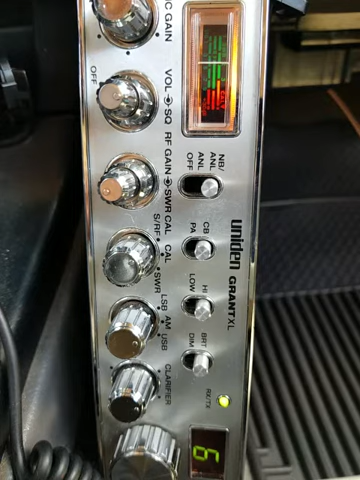 IC GAIN
OFF
VOL SQ
RF GAIN SWR CAL
S/RF CAL SWR
LSB AM USB
CLARIFIER
NB/ANL
ANL
OFF
CB
PA
HI
LOW
BRT
DIM
uniden GRANT XL
RX/TX
6